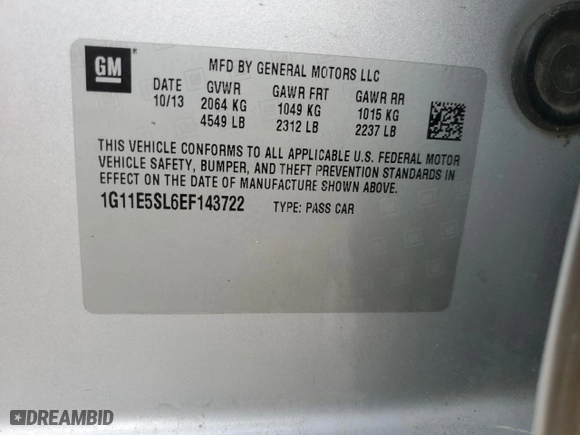 GM
MFD BY GENERAL MOTORS LLC
DATE GVWR GAWR FRT GAWR RR
10/13 2064 KG 1049 KG 1015 KG
4549 LB 2312 LB 2237 LB
THIS VEHICLE CONFORMS TO ALL APPLICABLE U.S. FEDERAL MOTOR
VEHICLE SAFETY, BUMPER, AND THEFT PREVENTION STANDARDS IN
EFFECT ON THE DATE OF MANUFACTURE SHOWN ABOVE.
1G11E5SL6EF143722 TYPE: PASS CAR
DREAMBID